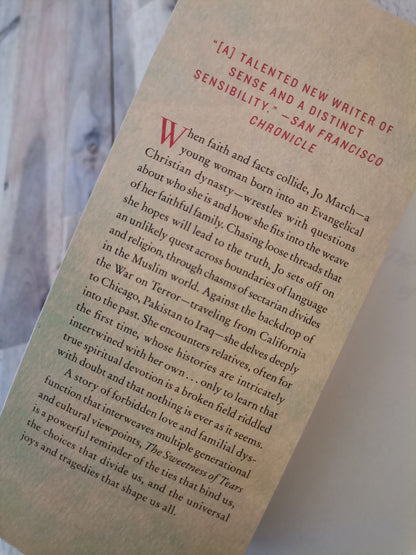 “[A] TALENTED NEW WRITER OF
SENSE AND A DISTINCT
SENSIBILITY.” —SAN FRANCISCO
CHRONICLE
When faith and facts collide, Jo March—a
young woman born into an Evangelical
Christian dynasty—wrestles with questions
about who she is and how she fits into the weave
of her faithful family. Chasing loose threads that
she hopes will lead to the truth, Jo sets off on
an unlikely quest across boundaries of language
and religion, through chasms of sectarian divides
in the Muslim world. Against the backdrop of
the War on Terror—traveling from California
to Chicago, Pakistan to Iraq—she delves deeply
into the past. She encounters relatives, often for
the first time, whose histories are intricately
intertwined with her own . . . only to learn that
true spiritual devotion is a broken field riddled
with doubt and that nothing is ever as it seems.
A story of forbidden love and familial dys-
function that interweaves multiple generational
and cultural viewpoints, The Sweetness of Tears
is a powerful reminder of the ties that bind us,
the choices that divide us, and the universal
joys and tragedies that shape us all.